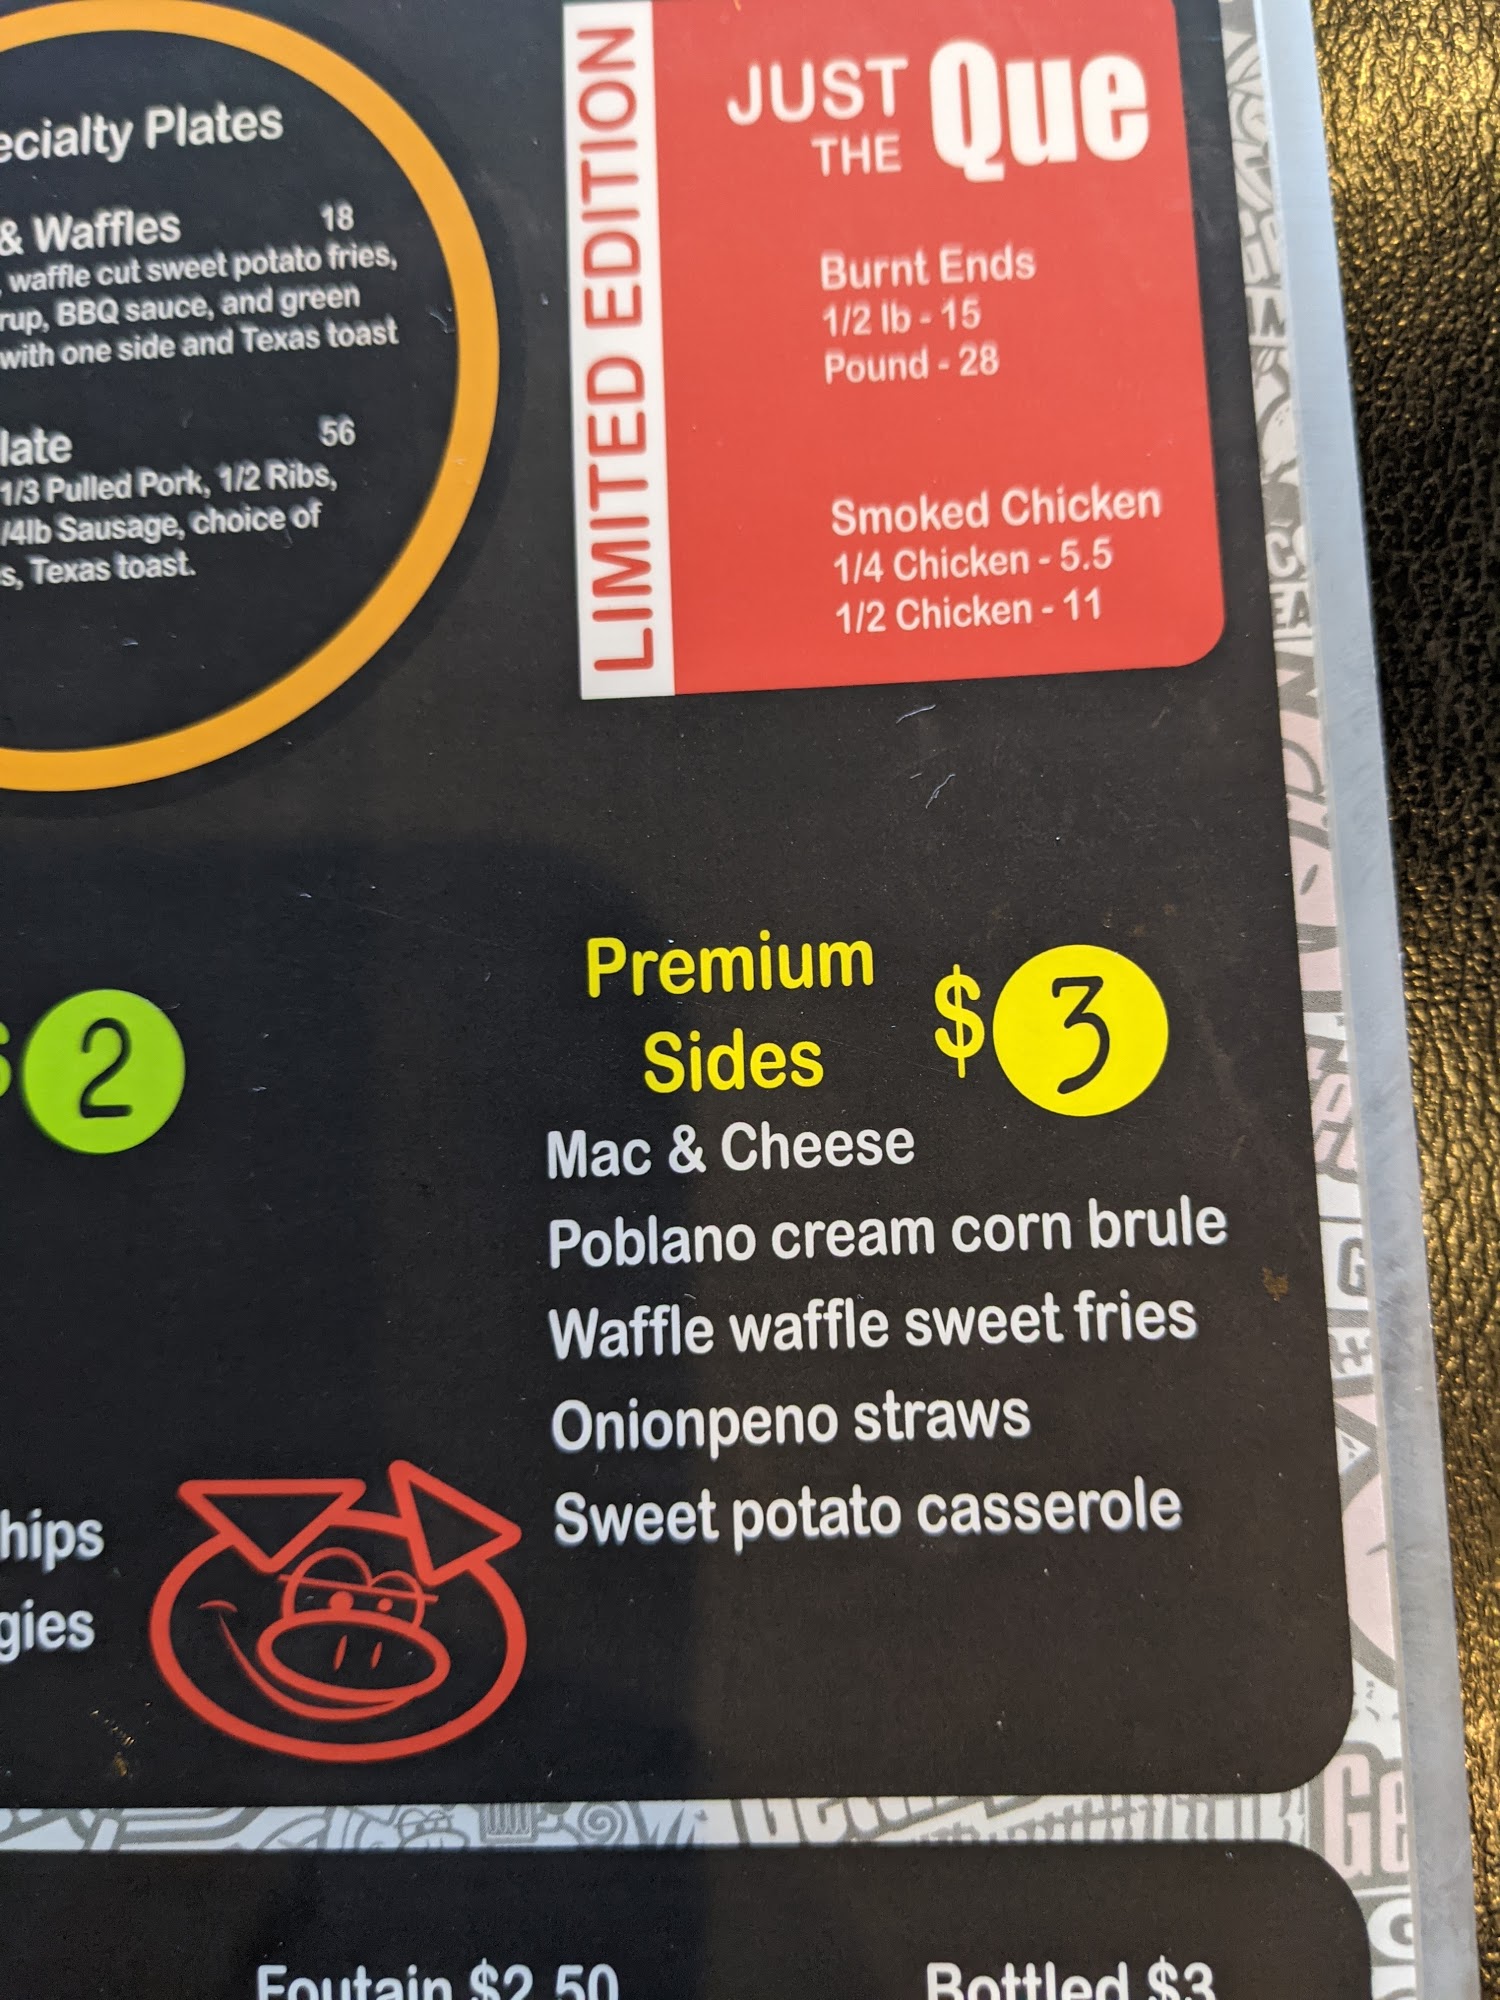 Specialty Plates
& Waffles 18
, waffle cut sweet potato fries,
rup, BBQ sauce, and green
with one side and Texas toast
late 56
1/3 Pulled Pork, 1/2 Ribs,
/4lb Sausage, choice of
s, Texas toast.
LIMITED EDITION
JUST
THE
Que
Burnt Ends
1/2 lb - 15
Pound - 28
Smoked Chicken
1/4 Chicken - 5.5
1/2 Chicken - 11
$ 2
hips
gies
Premium
Sides
$ 3
Mac & Cheese
Poblano cream corn brule
Waffle waffle sweet fries
Onionpeno straws
Sweet potato casserole
Foutain $2.50
Bottled $3